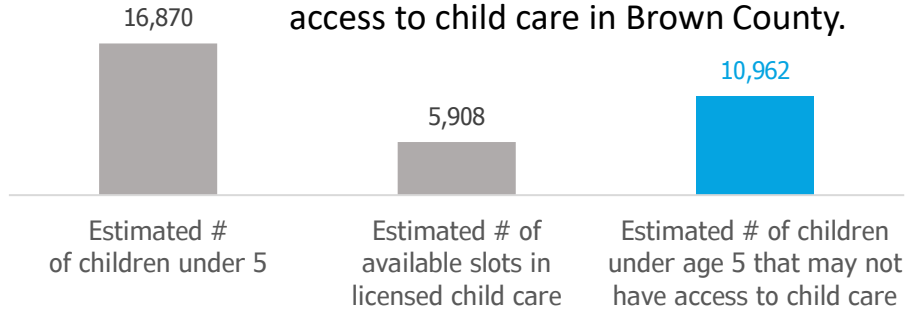 access to child care in Brown County.
16,870
5,908
10,962
Estimated #
of children under 5
Estimated # of
available slots in
licensed child care
Estimated # of children
under age 5 that may not
have access to child care